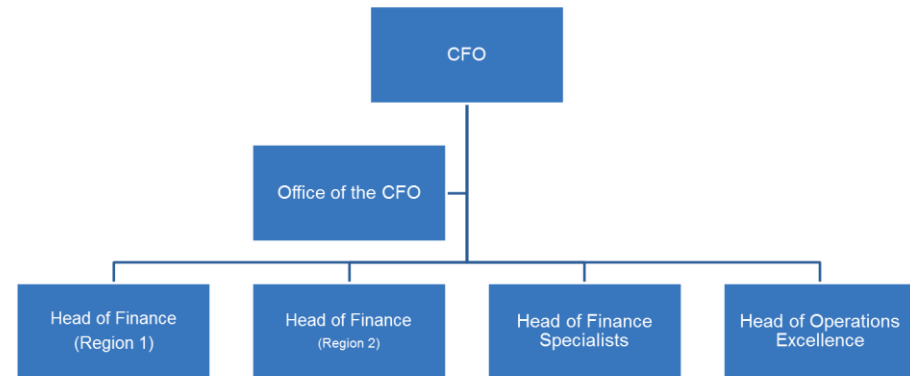 CFO
Office of the CFO
Head of Finance
(Region 1)
Head of Finance
(Region 2)
Head of Finance
Specialists
Head of Operations
Excellence